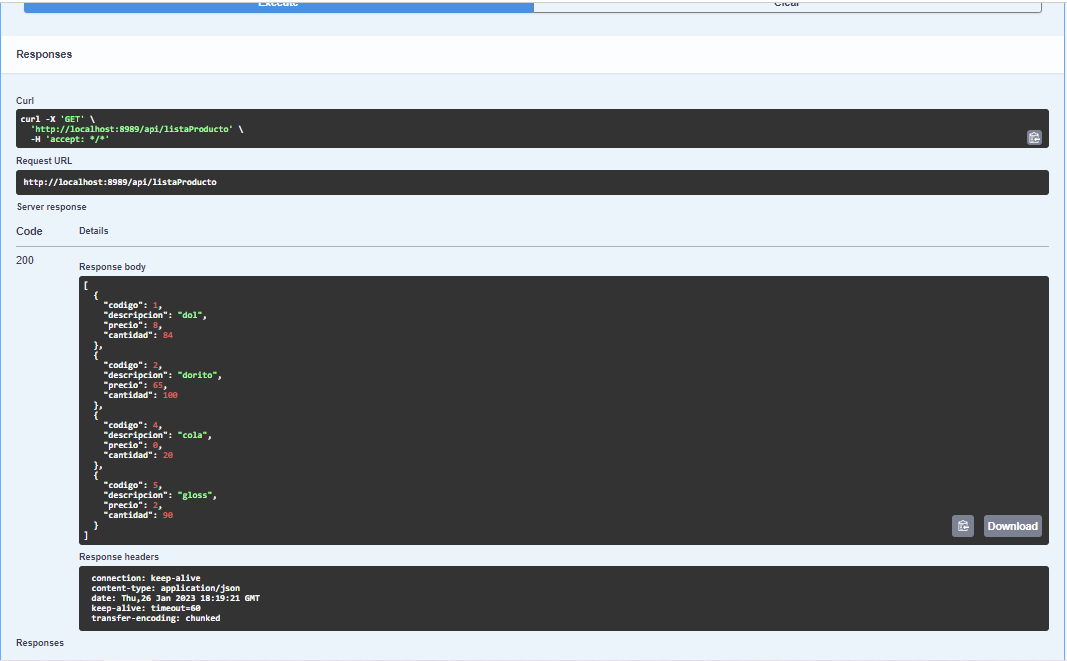 Execute
Clear
Responses
Curl
curl -X 'GET' \
'http://localhost:8989/api/listaProducto' \
-H 'accept: */*'
Request URL
http://localhost:8989/api/listaProducto
Server response
Code Details
200
Response body
[
{
"codigo": 1,
"descripcion": "dol",
"precio": 8,
"cantidad": 84
},
{
"codigo": 2,
"descripcion": "dorito",
"precio": 65,
"cantidad": 100
},
{
"codigo": 4,
"descripcion": "cola",
"precio": 0,
"cantidad": 20
},
{
"codigo": 5,
"descripcion": "gloss",
"precio": 2,
"cantidad": 90
}
]
Download
Response headers
connection: keep-alive
content-type: application/json
date: Thu,26 Jan 2023 18:19:21 GMT
keep-alive: timeout=60
transfer-encoding: chunked
Responses